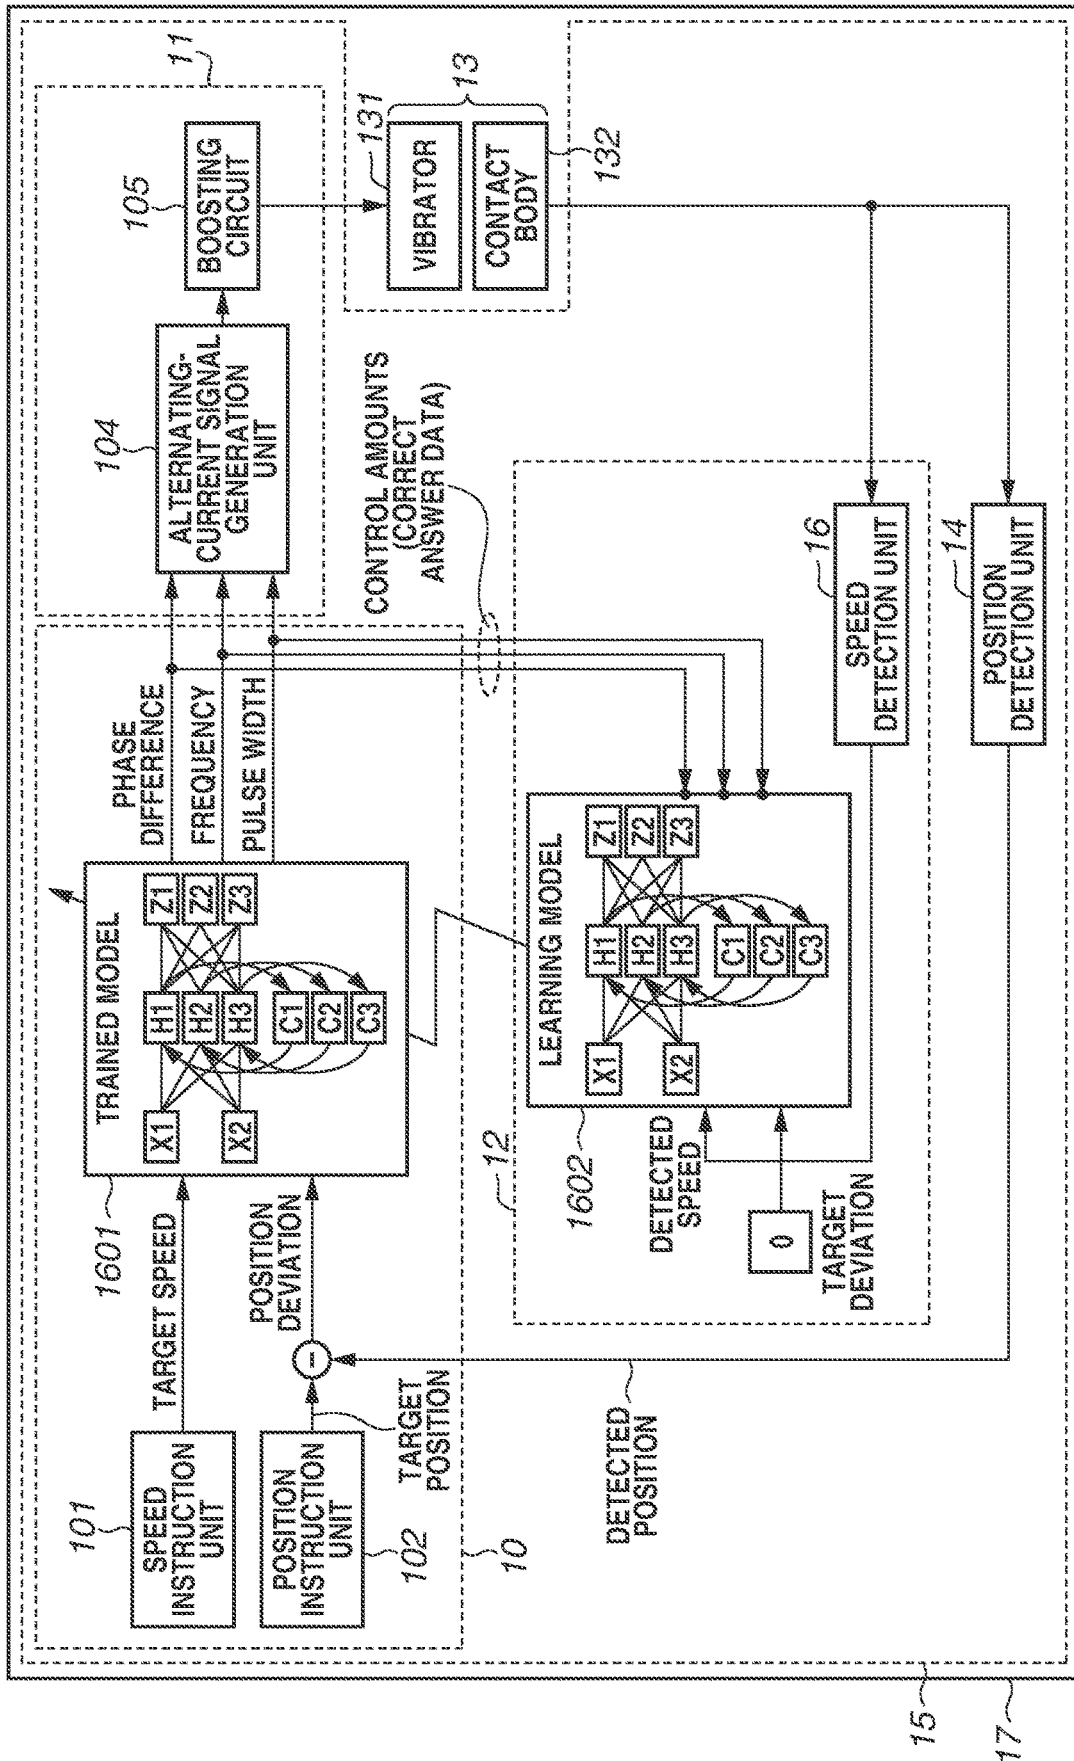 101
SPEED
INSTRUCTION
UNIT
TARGET SPEED
102
POSITION
INSTRUCTION
UNIT
TARGET
POSITION
10
POSITION
DEVIATION
1601
TRAINED MODEL
X1
X2
H1
H2
H3
C1
C2
C3
Z1
Z2
Z3
PHASE
DIFFERENCE
FREQUENCY
PULSE WIDTH
11
104
ALTERNATING-
CURRENT SIGNAL
GENERATION
UNIT
105
BOOSTING
CIRCUIT
CONTROL AMOUNTS
(CORRECT
ANSWER DATA)
131
VIBRATOR
13
CONTACT
BODY
132
12
1602
LEARNING MODEL
X1
X2
H1
H2
H3
C1
C2
C3
Z1
Z2
Z3
DETECTED
SPEED
0
TARGET
DEVIATION
16
SPEED
DETECTION UNIT
14
POSITION
DETECTION UNIT
DETECTED
POSITION
15
17